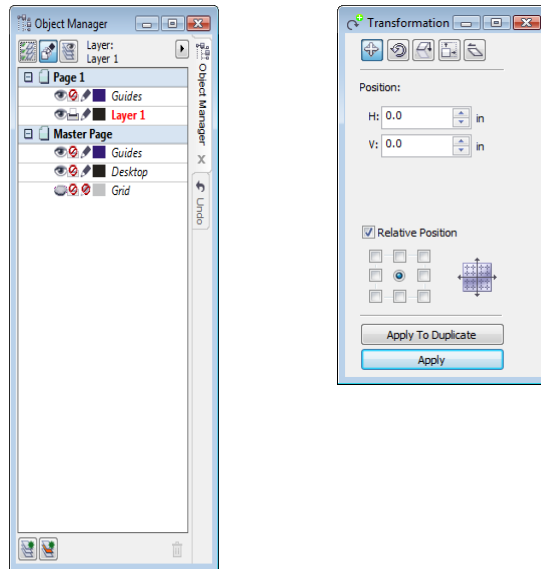 Object Manager
Layer:
Layer 1
Page 1
Guides
Layer 1
Master Page
Guides
Desktop
Grid
Object Manager
X
Undo
Transformation
Position:
H: 0.0 in
V: 0.0 in
Relative Position
Apply To Duplicate
Apply